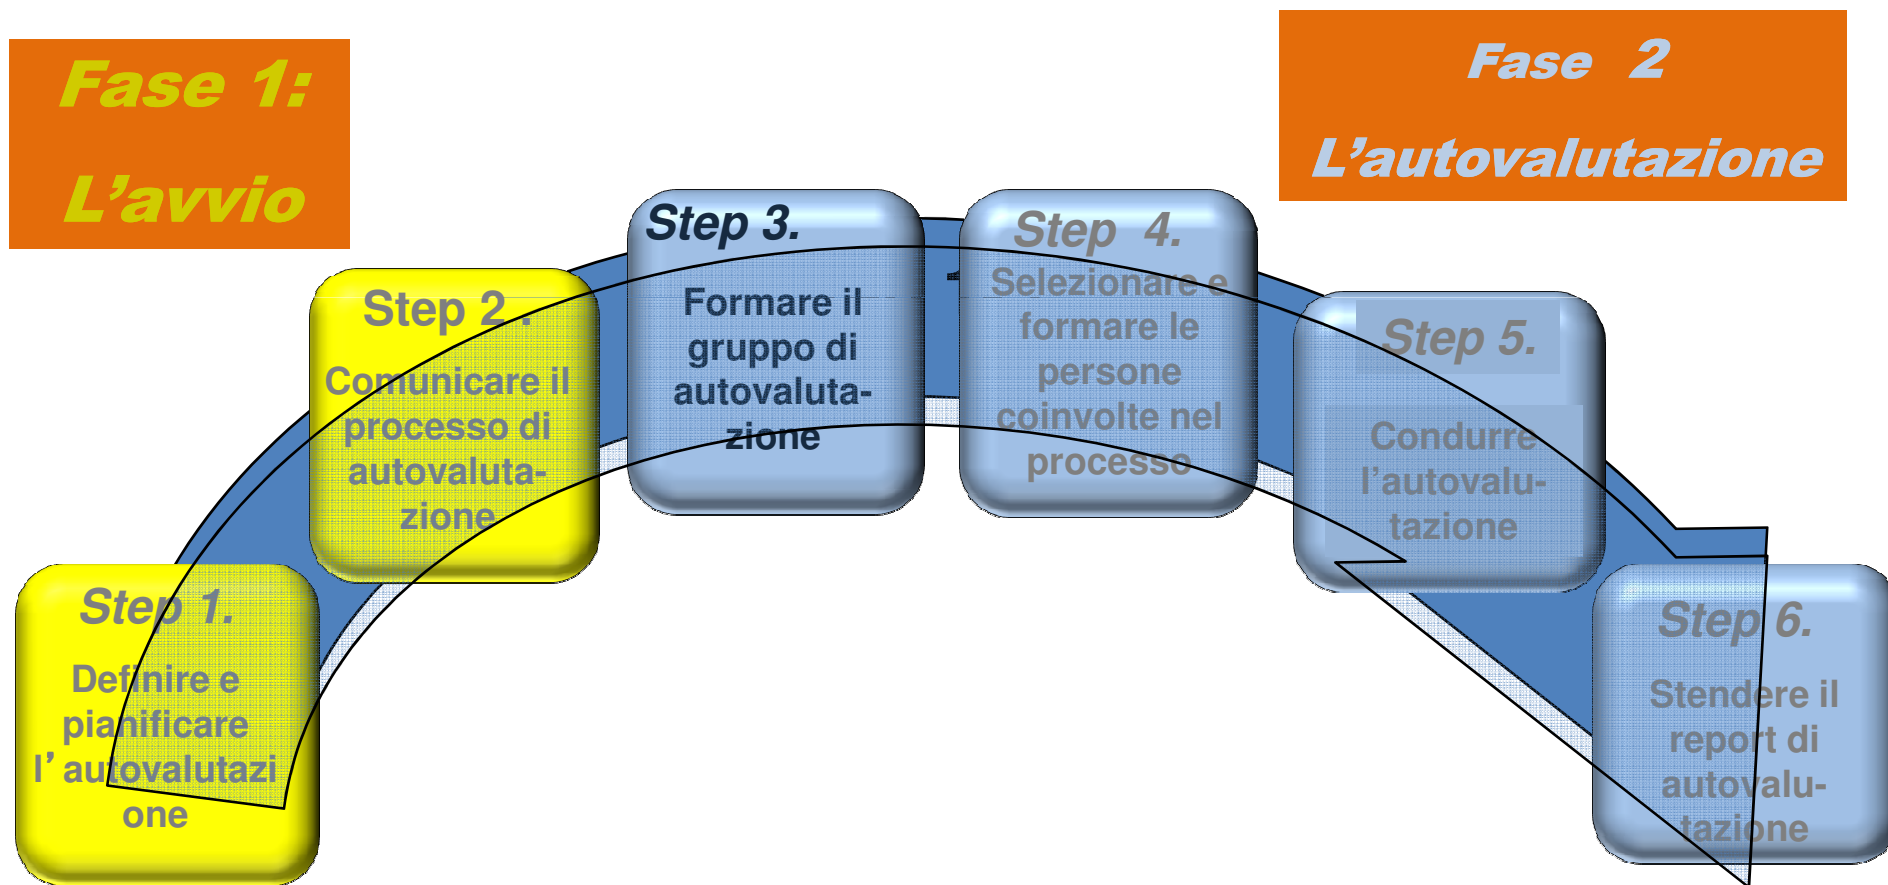 Fase 1:
L’avvio
Fase 2
L’autovalutazione
Step 1.
Definire e
pianificare
l’ autovalutazi
one
Step 2 .
Comunicare il
processo di
autovaluta-
zione
Step 3.
Formare il
gruppo di
autovaluta-
zione
Step 4.
Selezionare e
formare le
persone
coinvolte nel
processo
Step 5.
Condurre
l’autovalu-
tazione
Step 6.
Stendere il
report di
autovalu-
tazione